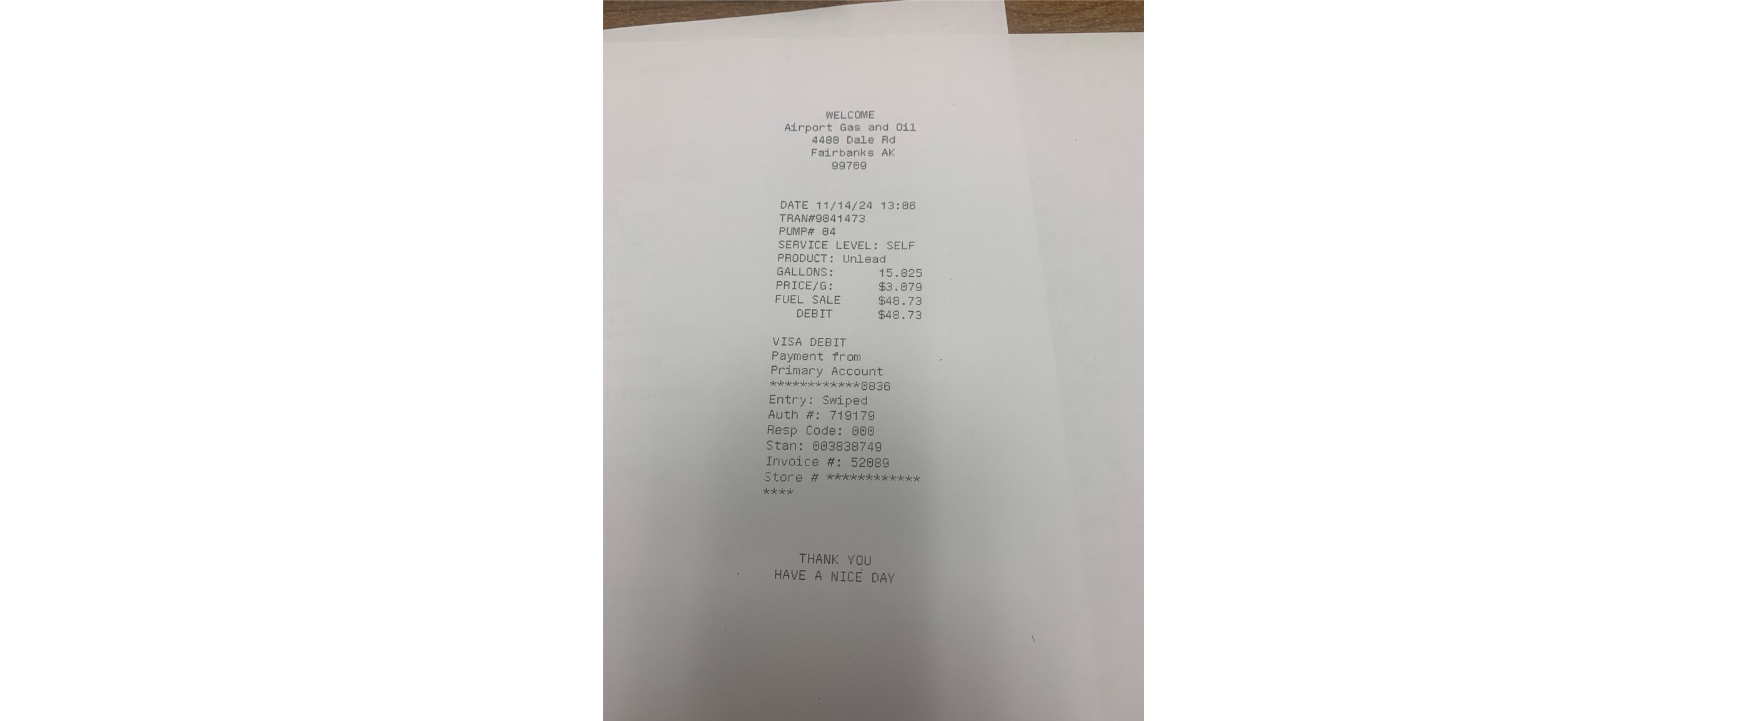 WELCOME
Airport Gas and Oil
4480 Dale Rd
Fairbanks AK
99709
DATE 11/14/24 13:06
TRAN#9041473
PUMP# 04
SERVICE LEVEL: SELF
PRODUCT: Unlead
GALLONS: 15.825
PRICE/G: $3.079
FUEL SALE $48.73
DEBIT $48.73
VISA DEBIT
Payment from
Primary Account
************0836
Entry: Swiped
Auth #: 719179
Resp Code: 000
Stan: 003838749
Invoice #: 52089
Store # ************
****
THANK YOU
HAVE A NICE DAY